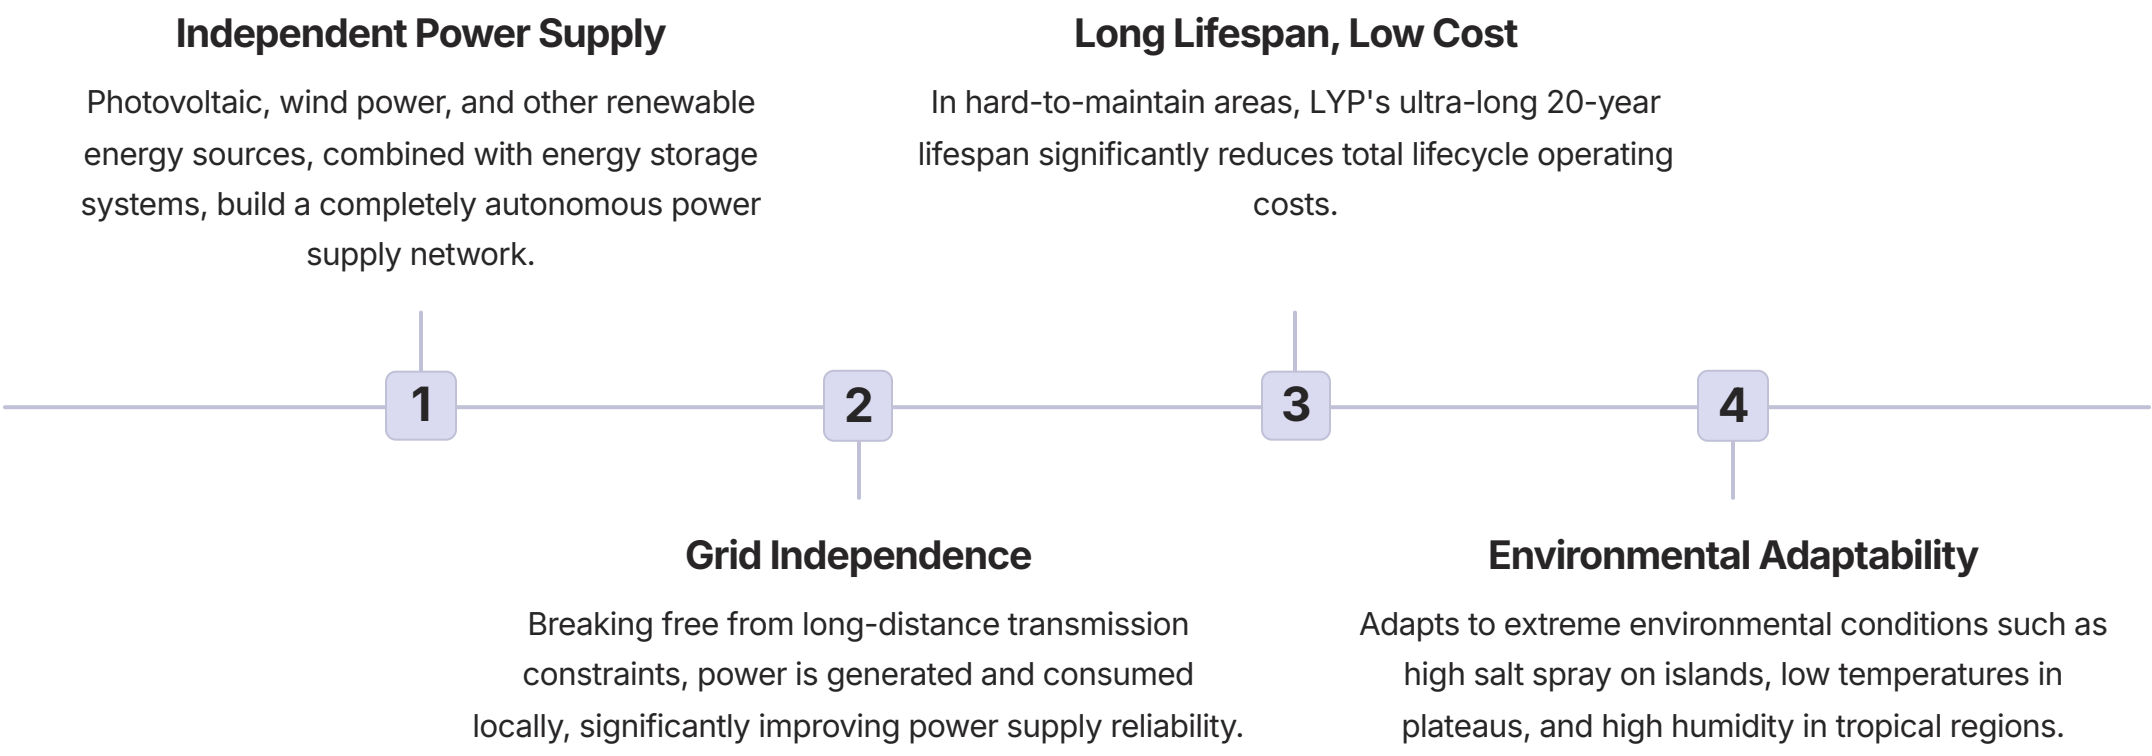 Independent Power Supply
Photovoltaic, wind power, and other renewable
energy sources, combined with energy storage
systems, build a completely autonomous power
supply network.
1
2
Grid Independence
Breaking free from long-distance transmission
constraints, power is generated and consumed
locally, significantly improving power supply reliability.
Long Lifespan, Low Cost
In hard-to-maintain areas, LYP's ultra-long 20-year
lifespan significantly reduces total lifecycle operating
costs.
3
4
Environmental Adaptability
Adapts to extreme environmental conditions such as
high salt spray on islands, low temperatures in
plateaus, and high humidity in tropical regions.